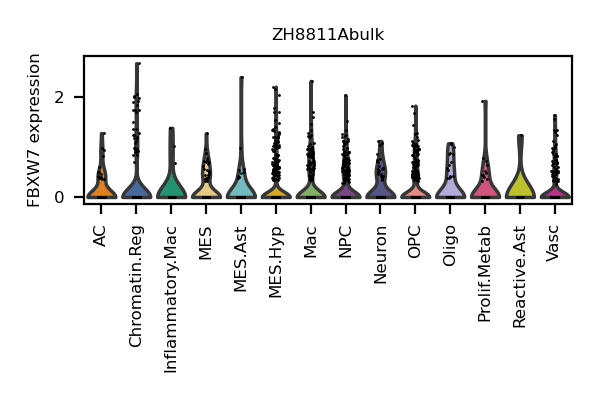 ZH8811Abulk
FBXW7 expression
2
0
AC
Chromatin.Reg
Inflammatory.Mac
MES
MES.Ast
MES.Hyp
Mac
NPC
Neuron
OPC
Oligo
Prolif.Metab
Reactive.Ast
Vasc